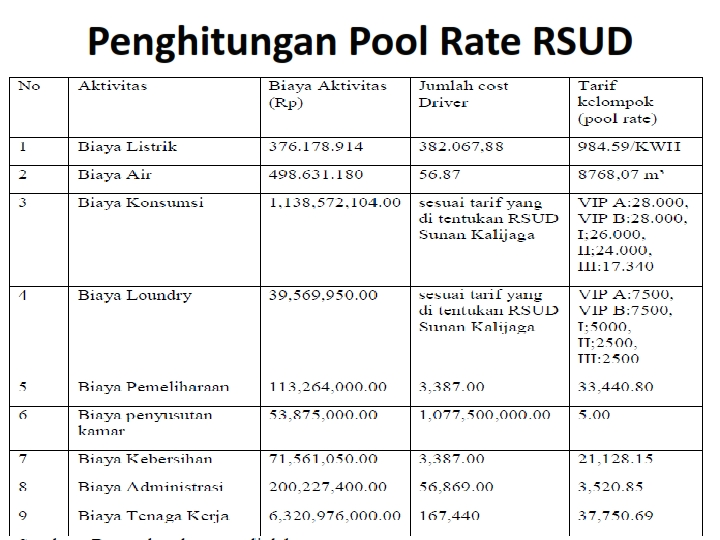 Penghitungan Pool Rate RSUD
No Aktivitas Biaya Aktivitas Jumlah cost Tarif
(Rp) Driver kelompok
(pool rate)
1 Biaya Listrik 376.178.914 382.067,88 984.59/KWH
2 Biaya Air 498.631.180 56.87 8768,07 m³
3 Biaya Konsumsi 1,138,572,104.00 sesuai tarif yang VIP A:28.000,
di tentukan RSUD VIP B:28.000,
Sunan Kalijaga I;26.000,
II;24.000,
III:17.340
4 Biaya Loundry 39,569,950.00 sesuai tarif yang VIP A:7500,
di tentukan RSUD VIP B:7500,
Sunan Kalijaga I;5000,
II;2500,
III:2500
5 Biaya Pemeliharaan 113,264,000.00 3,387.00 33,440.80
6 Biaya penyusutan 53,875,000.00 1,077,500,000.00 5.00
kamar
7 Biaya Kebersihan 71,561,050.00 3,387.00 21,128.15
8 Biaya Administrasi 200,227,400.00 56,869.00 3,520.85
9 Biaya Tenaga Kerja 6,320,976,000.00 167,440 37,750.69